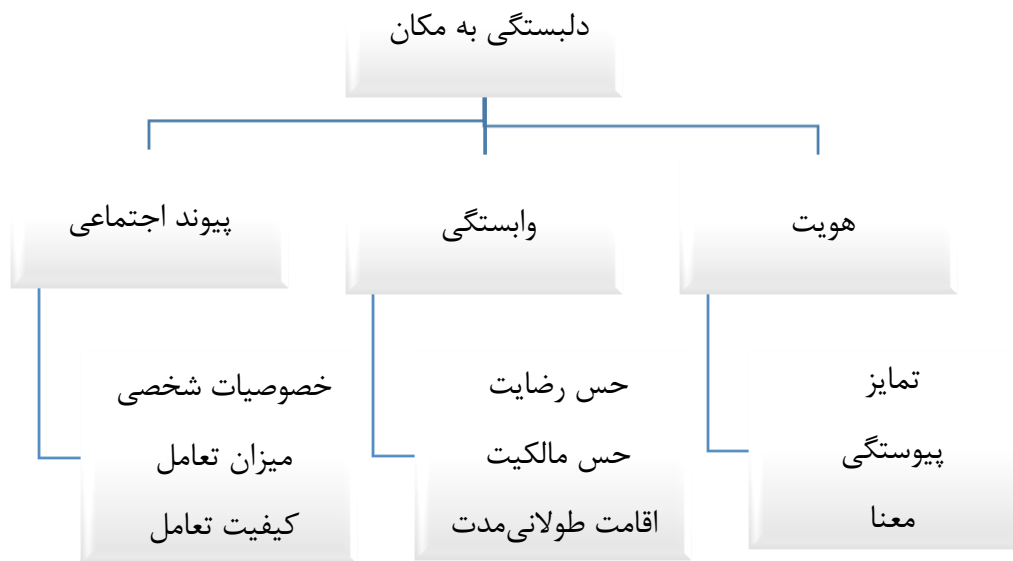 دلبستگی به مکان
هویت
وابستگی
پیوند اجتماعی
تمایز
پیوستگی
معنا
حس رضایت
حس مالکیت
اقامت طولانی‌مدت
خصوصیات شخصی
میزان تعامل
کیفیت تعامل